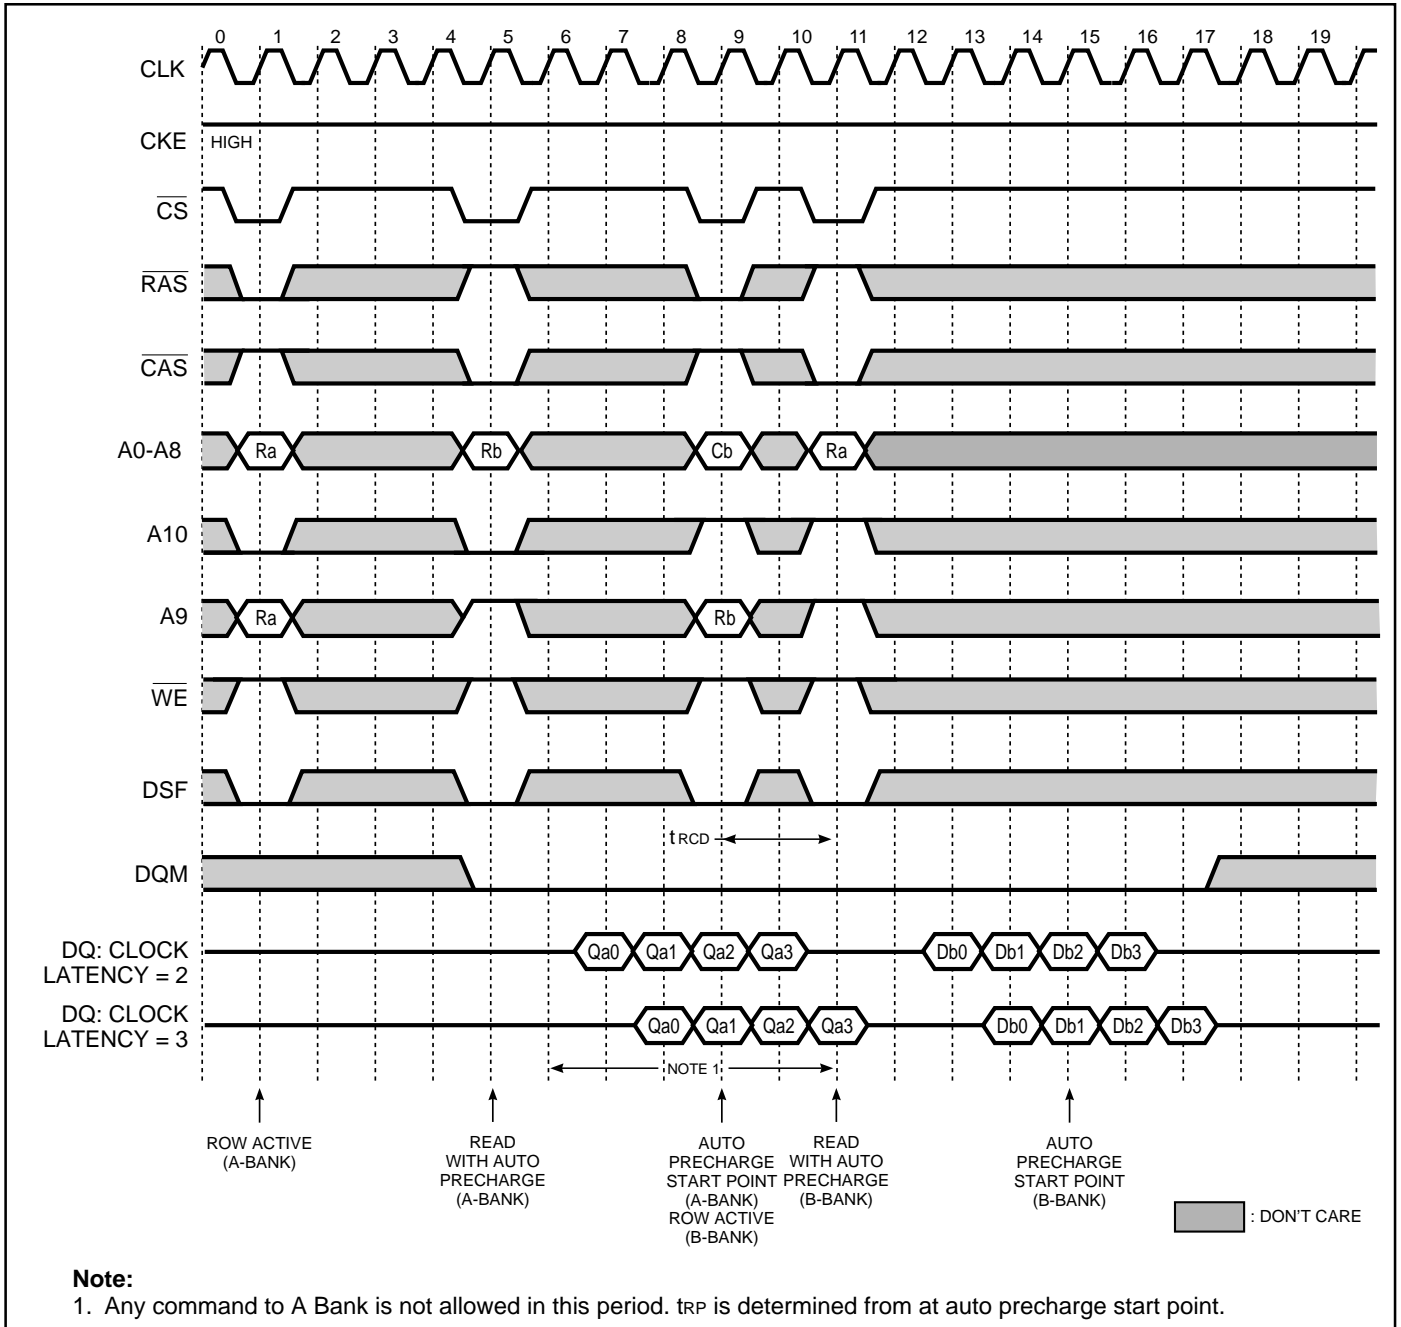 0 1 2 3 4 5 6 7 8 9 10 11 12 13 14 15 16 17 18 19
CLK
CKE HIGH
CS
RAS
CAS
A0-A8 Ra Rb Cb Ra
A10
A9 Ra Rb
WE
DSF
tRCD
DQM
DQ: CLOCK
LATENCY = 2
Qa0 Qa1 Qa2 Qa3 Db0 Db1 Db2 Db3
DQ: CLOCK
LATENCY = 3
Qa0 Qa1 Qa2 Qa3 Db0 Db1 Db2 Db3
NOTE 1
ROW ACTIVE
(A-BANK)
READ
WITH AUTO
PRECHARGE
(A-BANK)
AUTO
PRECHARGE
START POINT
(A-BANK)
ROW ACTIVE
(B-BANK)
READ
WITH AUTO
PRECHARGE
(B-BANK)
AUTO
PRECHARGE
START POINT
(B-BANK)
: DON'T CARE
Note:
1. Any command to A Bank is not allowed in this period. tRP is determined from at auto precharge start point.